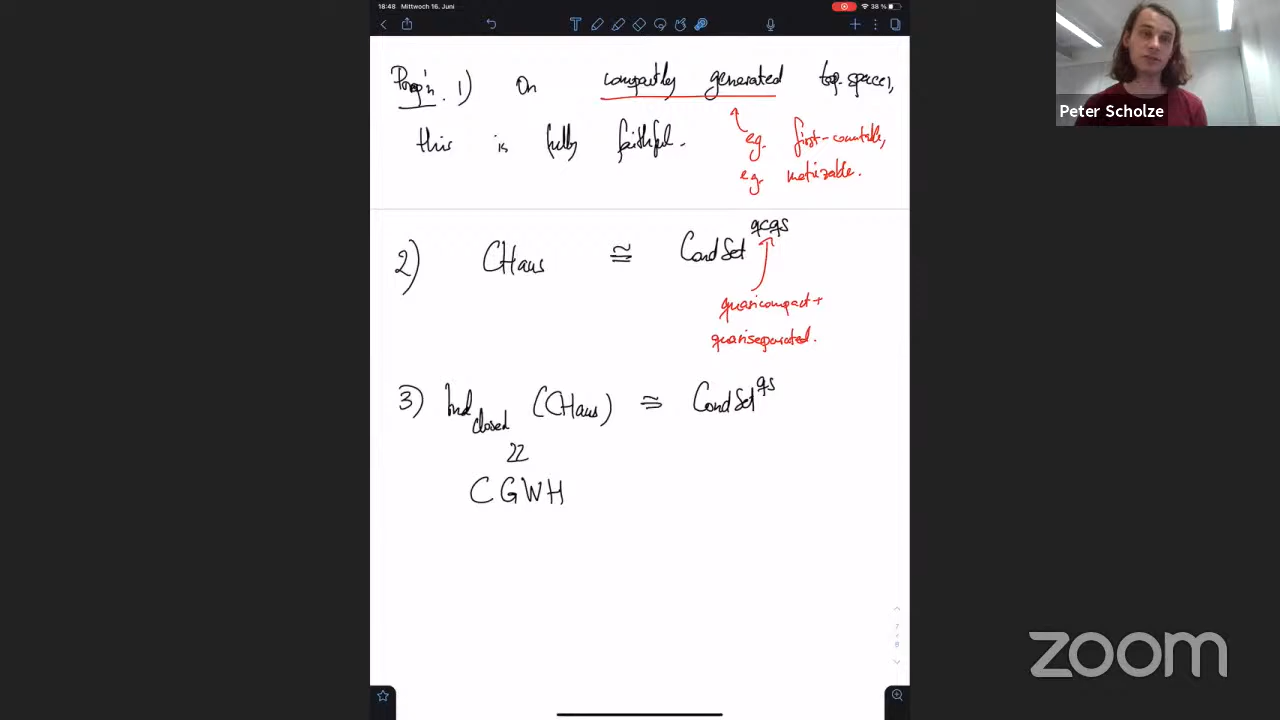 18:48 Mittwoch 16. Juni
38 %
Prop'n. 1) On compactly generated top. spaces,
this is fully faithful.
e.g. first-countable,
e.g. metrizable.
2) CHaus ≅ CondSet^qcqs
quasicompact +
quasiseparated.
3) Ind_closed (CHaus) ≅ CondSet^qs
CGWH
Peter Scholze
zoom